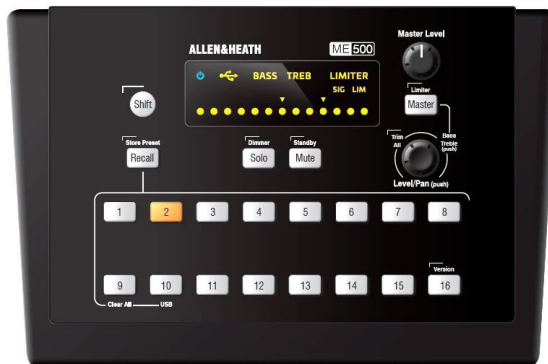 ALLEN&HEATH
ME 500
Master Level
BASS TREB LIMITER
SIG LIM
Shift
Limiter
Master
Store Preset
Recall
Dimmer
Solo
Standby
Mute
Trim
All
Bass
Treble
(push)
Level/Pan (push)
1 2 3 4 5 6 7 8
Version
9 10 11 12 13 14 15 16
Clear All USB